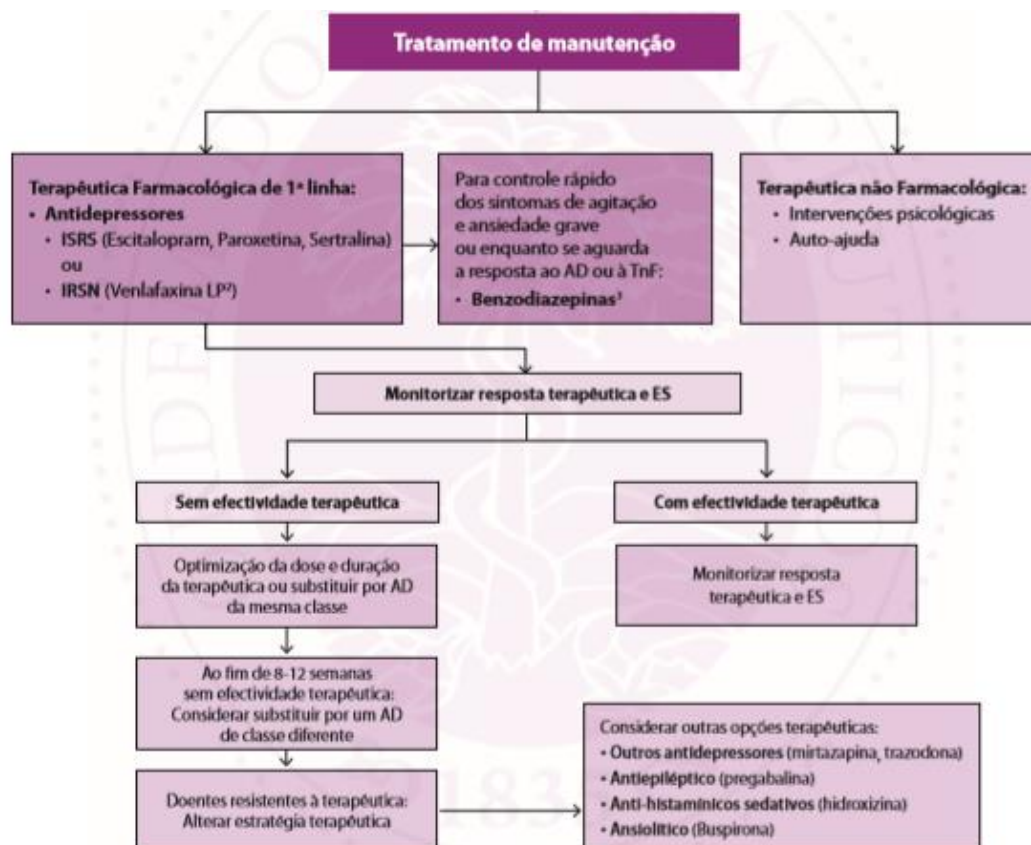 Tratamento de manutenção
Terapêutica Farmacológica de 1ª linha:
• Antidepressores
• ISRS (Escitalopram, Paroxetina, Sertralina)
ou
• IRSN (Venlafaxina LP²)
Para controle rápido
dos sintomas de agitação
e ansiedade grave
ou enquanto se aguarda
a resposta ao AD ou à TnF:
• Benzodiazepinas³
Terapêutica não Farmacológica:
• Intervenções psicológicas
• Auto-ajuda
Monitorizar resposta terapêutica e ES
Sem efectividade terapêutica
Com efectividade terapêutica
Optimização da dose e duração
da terapêutica ou substituir por AD
da mesma classe
Monitorizar resposta
terapêutica e ES
Ao fim de 8-12 semanas
sem efectividade terapêutica:
Considerar substituir por um AD
de classe diferente
Doentes resistentes à terapêutica:
Alterar estratégia terapêutica
Considerar outras opções terapêuticas:
• Outros antidepressores (mirtazapina, trazodona)
• Antiepiléptico (pregabalina)
• Anti-histamínicos sedativos (hidroxizina)
• Ansiolítico (Buspirona)
183